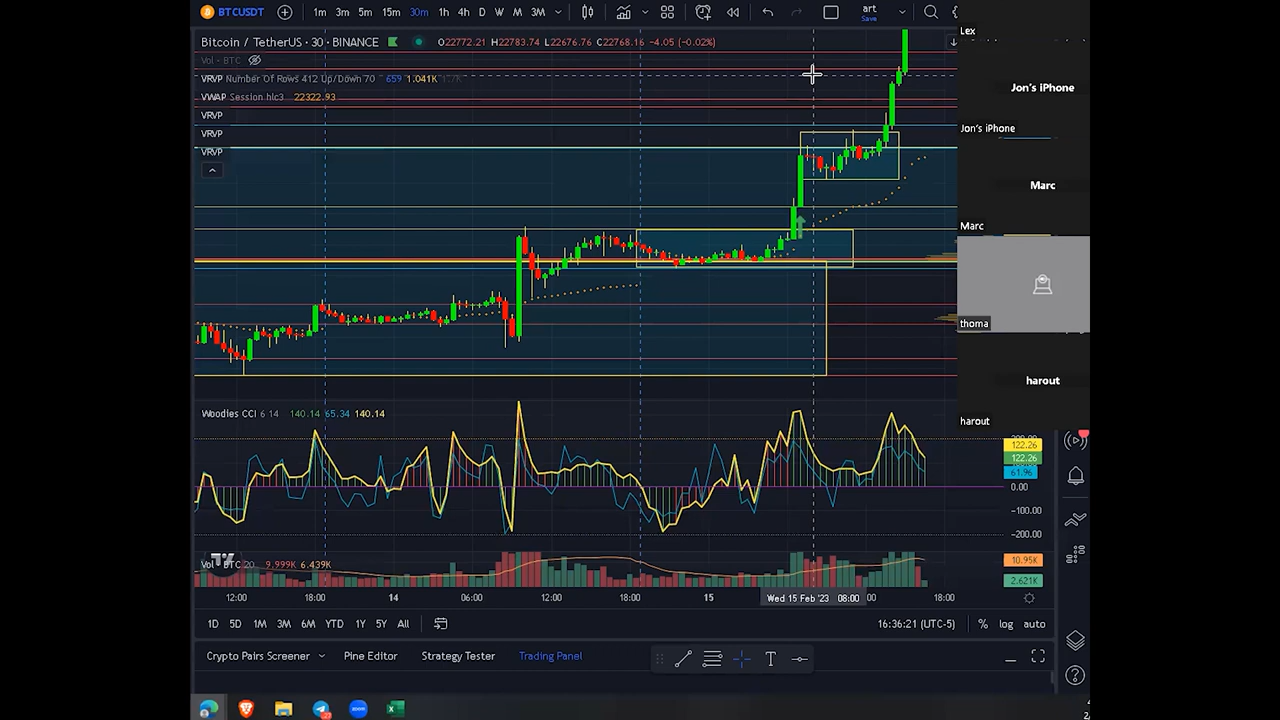 BTCUSDT 1m 3m 5m 15m 30m 1h 4h D W M 3M art
Save
Lex
Bitcoin / TetherUS · 30 · BINANCE O22772.21 H22783.74 L22676.76 C22768.16 -4.05 (-0.02%)
Vol · BTC
VRVP Number Of Rows 412 Up/Down 70 659 1.041K
Jon's iPhone
VWAP Session hlc3 22322.93
VRVP
Jon's iPhone
VRVP
VRVP
Marc
Marc
thoma
harout
Woodies CCI 6 14 140.14 65.34 140.14
harout
122.26
122.26
61.96
0.00
-100.00
-200.00
Vol · BTC 20 9.999K 6.439K
10.95K
2.621K
12:00 18:00 14 06:00 12:00 18:00 15 Wed 15 Feb '23 08:00 18:00
1D 5D 1M 3M 6M YTD 1Y 5Y All 16:36:21 (UTC-5) % log auto
Crypto Pairs Screener Pine Editor Strategy Tester Trading Panel
zoom